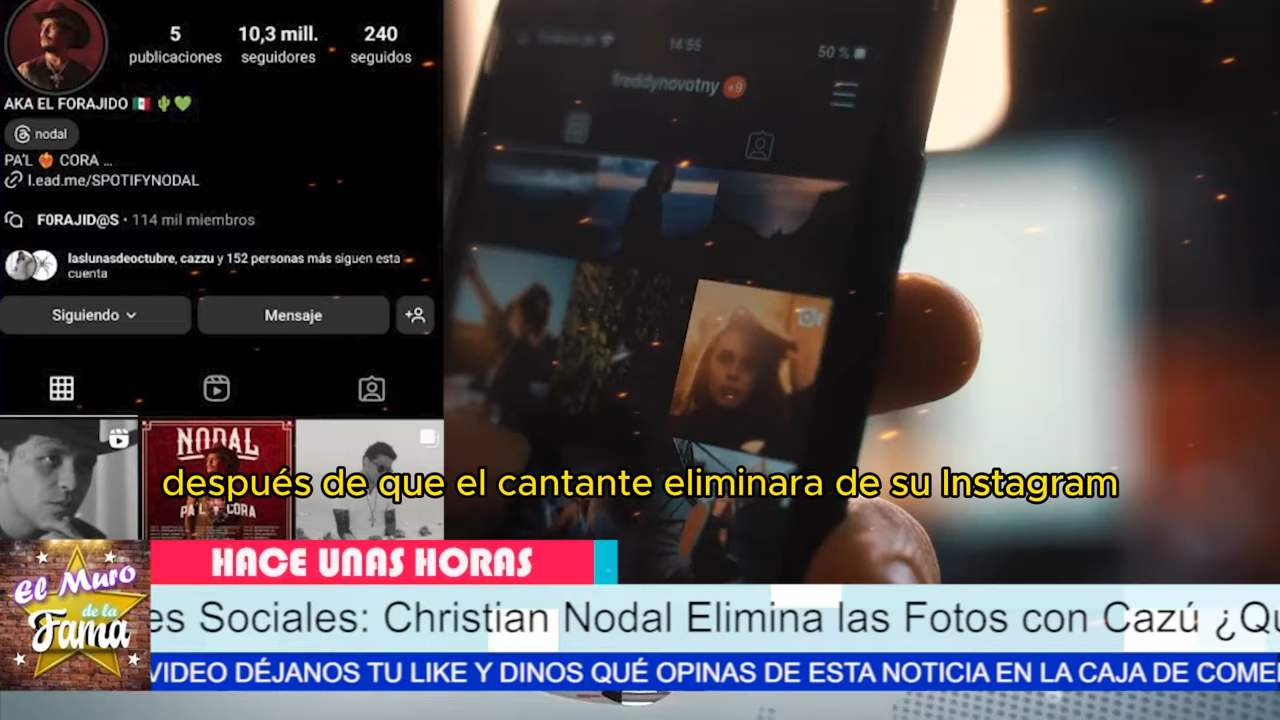 5
publicaciones
10,3 mill.
seguidores
240
seguidos
AKA EL FORAJIDO 🇲🇽 🌵💚
nodal
PA'L ❤️‍🔥 CORA ...
l.ead.me/SPOTIFYNODAL
F0RAJID@S • 114 mil miembros
laslunasdeoctubre, cazzu y 152 personas más siguen esta
cuenta
Siguiendo
Mensaje
14:55
50 %
freddynovotny +9
NODAL
PA'L CORA
después de que el cantante eliminara de su Instagram
HACE UNAS HORAS
El Muro
de la
Fama
es Sociales: Christian Nodal Elimina las Fotos con Cazú ¿Qu
VIDEO DÉJANOS TU LIKE Y DINOS QUÉ OPINAS DE ESTA NOTICIA EN LA CAJA DE COME